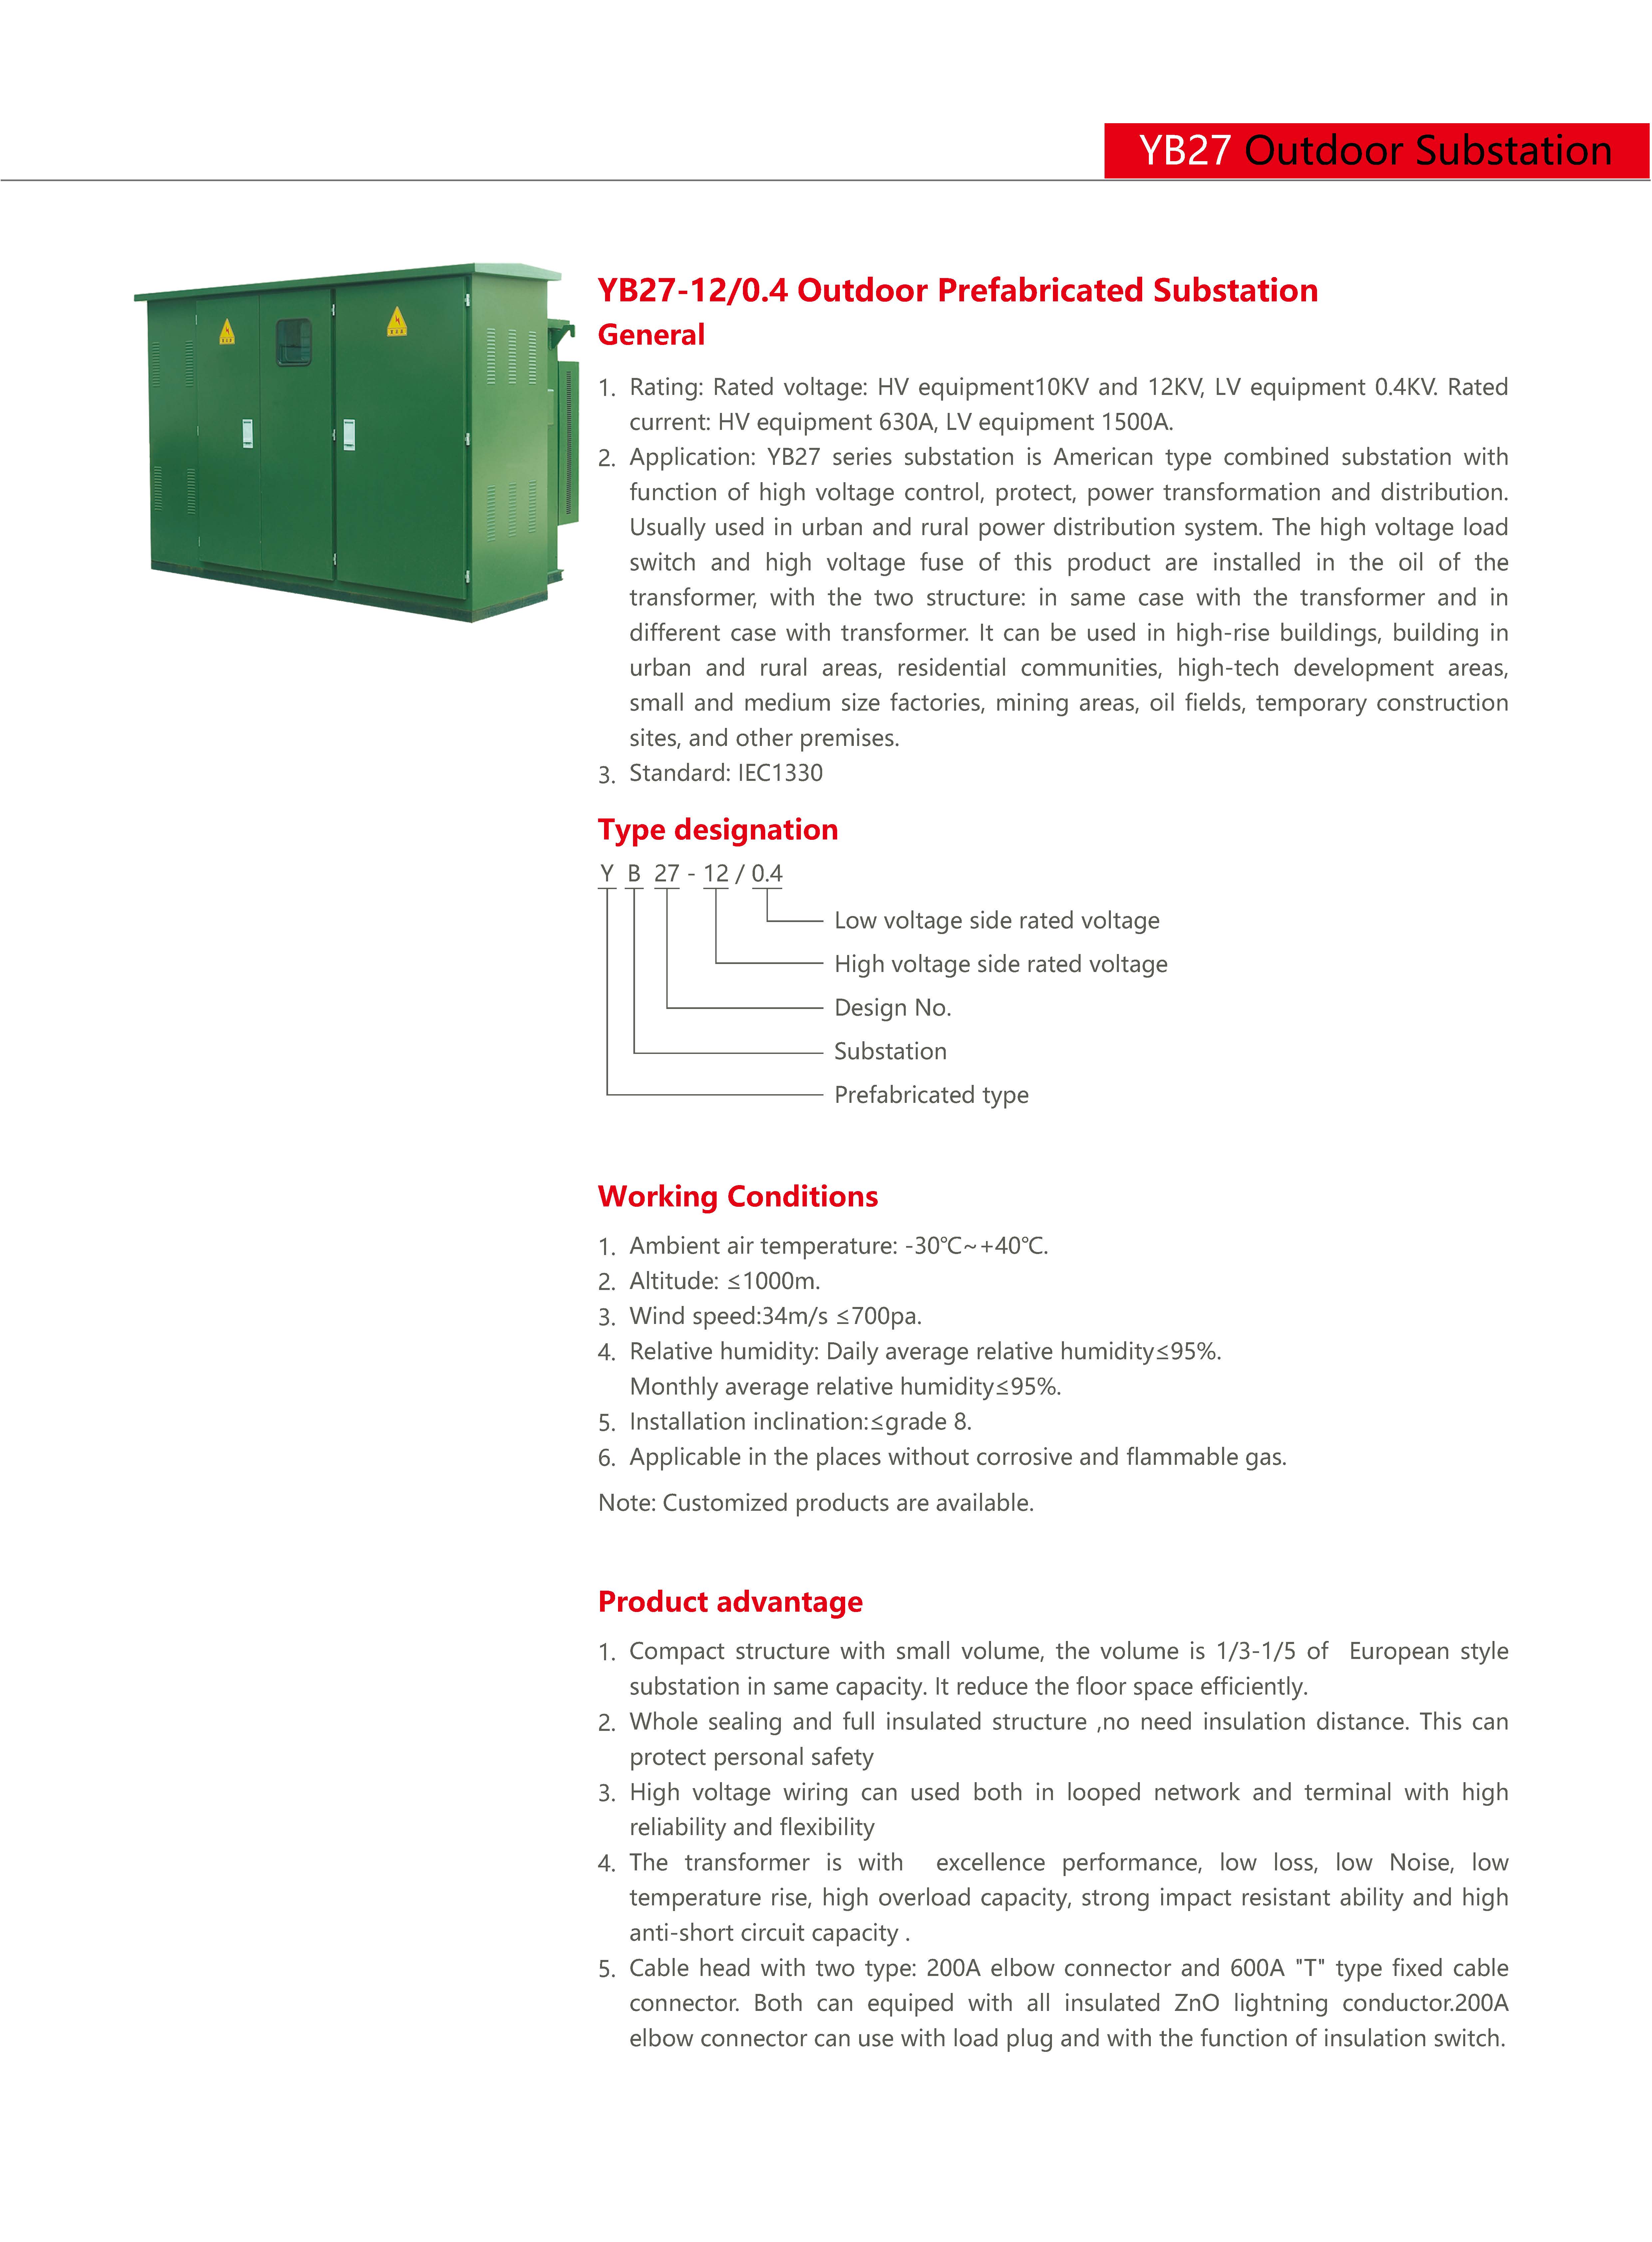 YB27 Outdoor Substation
YB27-12/0.4 Outdoor Prefabricated Substation
General
1. Rating: Rated voltage: HV equipment10KV and 12KV, LV equipment 0.4KV. Rated
current: HV equipment 630A, LV equipment 1500A.
2. Application: YB27 series substation is American type combined substation with
function of high voltage control, protect, power transformation and distribution.
Usually used in urban and rural power distribution system. The high voltage load
switch and high voltage fuse of this product are installed in the oil of the
transformer, with the two structure: in same case with the transformer and in
different case with transformer. It can be used in high-rise buildings, building in
urban and rural areas, residential communities, high-tech development areas,
small and medium size factories, mining areas, oil fields, temporary construction
sites, and other premises.
3. Standard: IEC1330
Type designation
Y B 27 - 12 / 0.4
Low voltage side rated voltage
High voltage side rated voltage
Design No.
Substation
Prefabricated type
Working Conditions
1. Ambient air temperature: -30℃~+40℃.
2. Altitude: ≤1000m.
3. Wind speed:34m/s ≤700pa.
4. Relative humidity: Daily average relative humidity≤95%.
Monthly average relative humidity≤95%.
5. Installation inclination:≤grade 8.
6. Applicable in the places without corrosive and flammable gas.
Note: Customized products are available.
Product advantage
1. Compact structure with small volume, the volume is 1/3-1/5 of European style
substation in same capacity. It reduce the floor space efficiently.
2. Whole sealing and full insulated structure ,no need insulation distance. This can
protect personal safety
3. High voltage wiring can used both in looped network and terminal with high
reliability and flexibility
4. The transformer is with excellence performance, low loss, low Noise, low
temperature rise, high overload capacity, strong impact resistant ability and high
anti-short circuit capacity .
5. Cable head with two type: 200A elbow connector and 600A "T" type fixed cable
connector. Both can equiped with all insulated ZnO lightning conductor.200A
elbow connector can use with load plug and with the function of insulation switch.